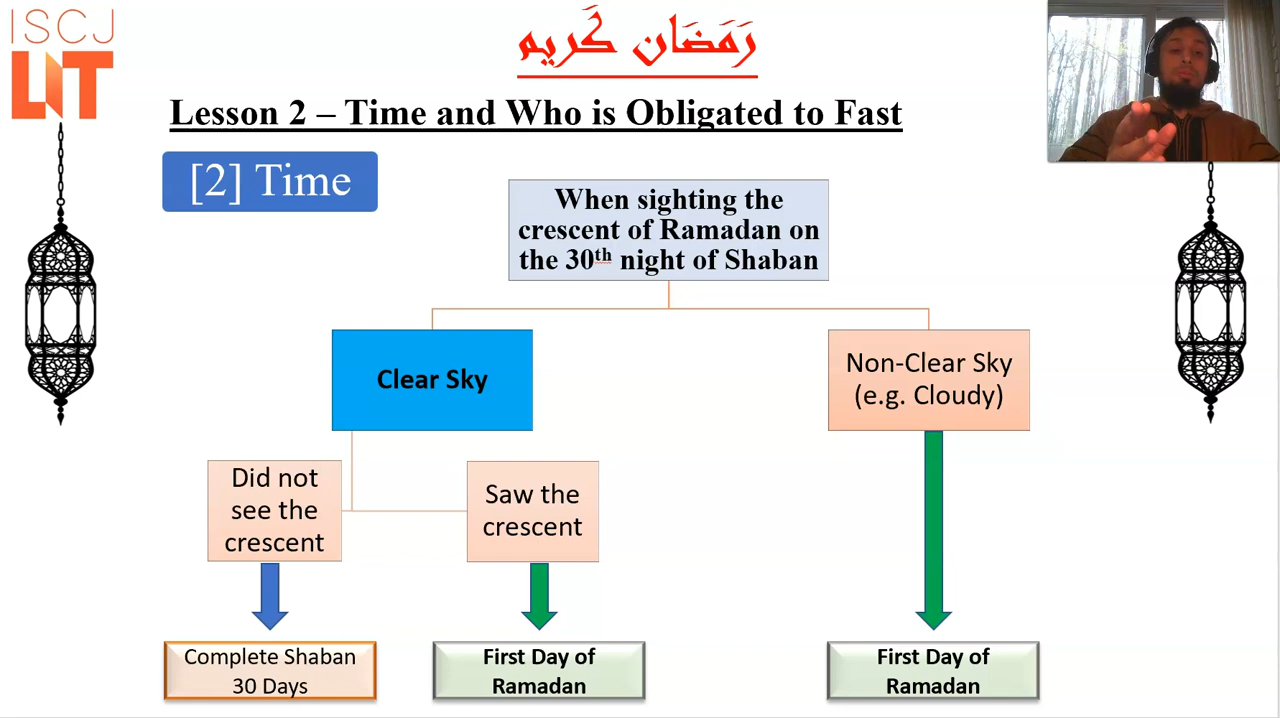 ISCJ
LIT
رَمَضَان كَريم
Lesson 2 – Time and Who is Obligated to Fast
[2] Time
When sighting the
crescent of Ramadan on
the 30th night of Shaban
Clear Sky
Non-Clear Sky
(e.g. Cloudy)
Did not
see the
crescent
Saw the
crescent
Complete Shaban
30 Days
First Day of
Ramadan
First Day of
Ramadan